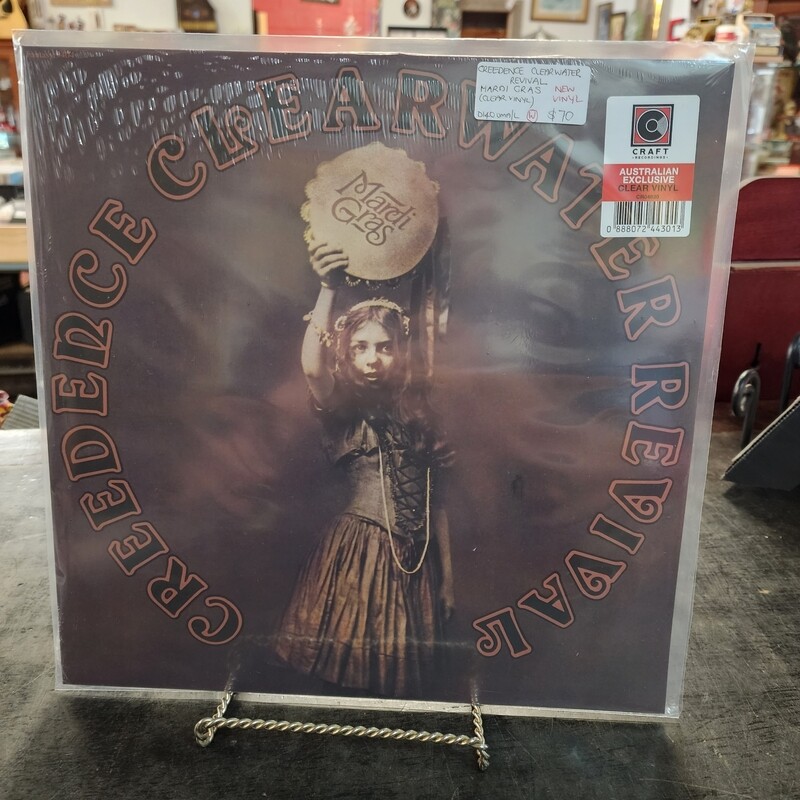 CREEDENCE CLEARWATER REVIVAL
Mardi
Gras
CREEDENCE CLEARWATER
REVIVAL
MARDI GRAS NEW
(CLEAR VINYL) VINYL
$70
CRAFT
RECORDINGS
AUSTRALIAN
EXCLUSIVE
CLEAR VINYL
0 888072 443013